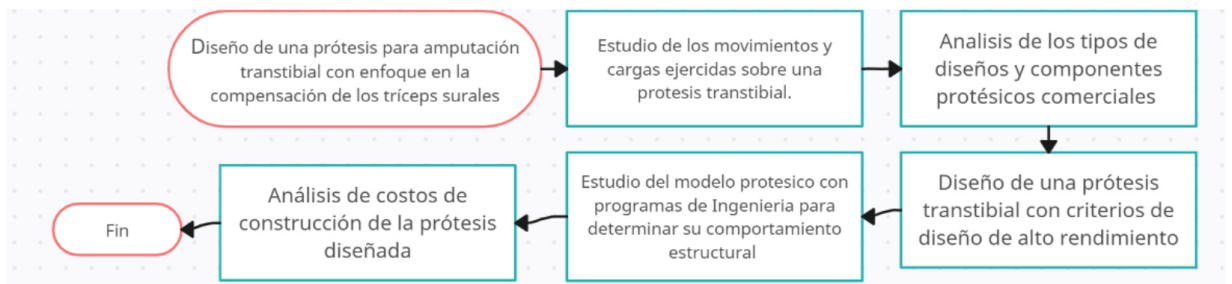 Diseño de una prótesis para amputación
transtibial con enfoque en la
compensación de los tríceps surales
Estudio de los movimientos y
cargas ejercidas sobre una
protesis transtibial.
Analisis de los tipos de
diseños y componentes
protésicos comerciales
Diseño de una prótesis
transtibial con criterios de
diseño de alto rendimiento
Estudio del modelo protesico con
programas de Ingenieria para
determinar su comportamiento
estructural
Análisis de costos de
construcción de la prótesis
diseñada
Fin